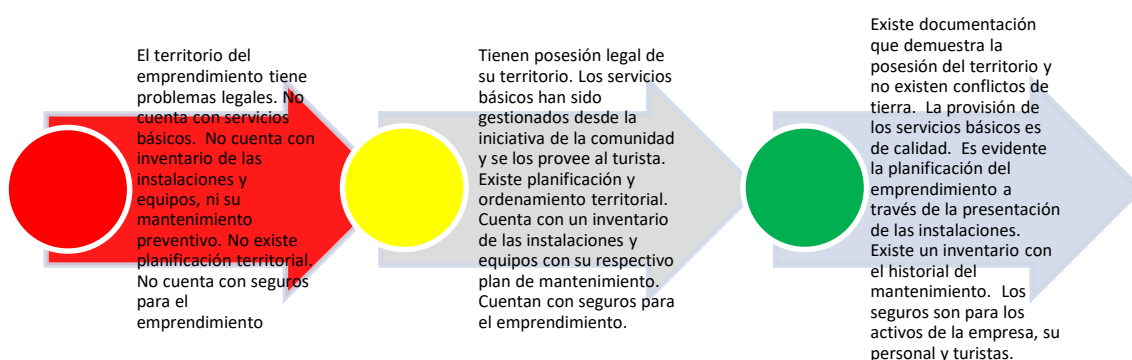 El territorio del
emprendimiento tiene
problemas legales. No
cuenta con servicios
básicos.  No cuenta con
inventario de las
instalaciones y
equipos, ni su
mantenimiento
preventivo. No existe
planificación territorial.
No cuenta con seguros
para el
emprendimiento
Tienen posesión legal de
su territorio. Los servicios
básicos han sido
gestionados desde la
iniciativa de la comunidad
y se los provee al turista.
Existe planificación y
ordenamiento territorial.
Cuenta con un inventario
de las instalaciones y
equipos con su respectivo
plan de mantenimiento.
Cuentan con seguros para
el emprendimiento.
Existe documentación
que demuestra la
posesión del territorio y
no existen conflictos de
tierra.  La provisión de
los servicios básicos es
de calidad.  Es evidente
la planificación del
emprendimiento a
través de la presentación
de las instalaciones.
Existe un inventario con
el historial del
mantenimiento.  Los
seguros son para los
activos de la empresa, su
personal y turistas.